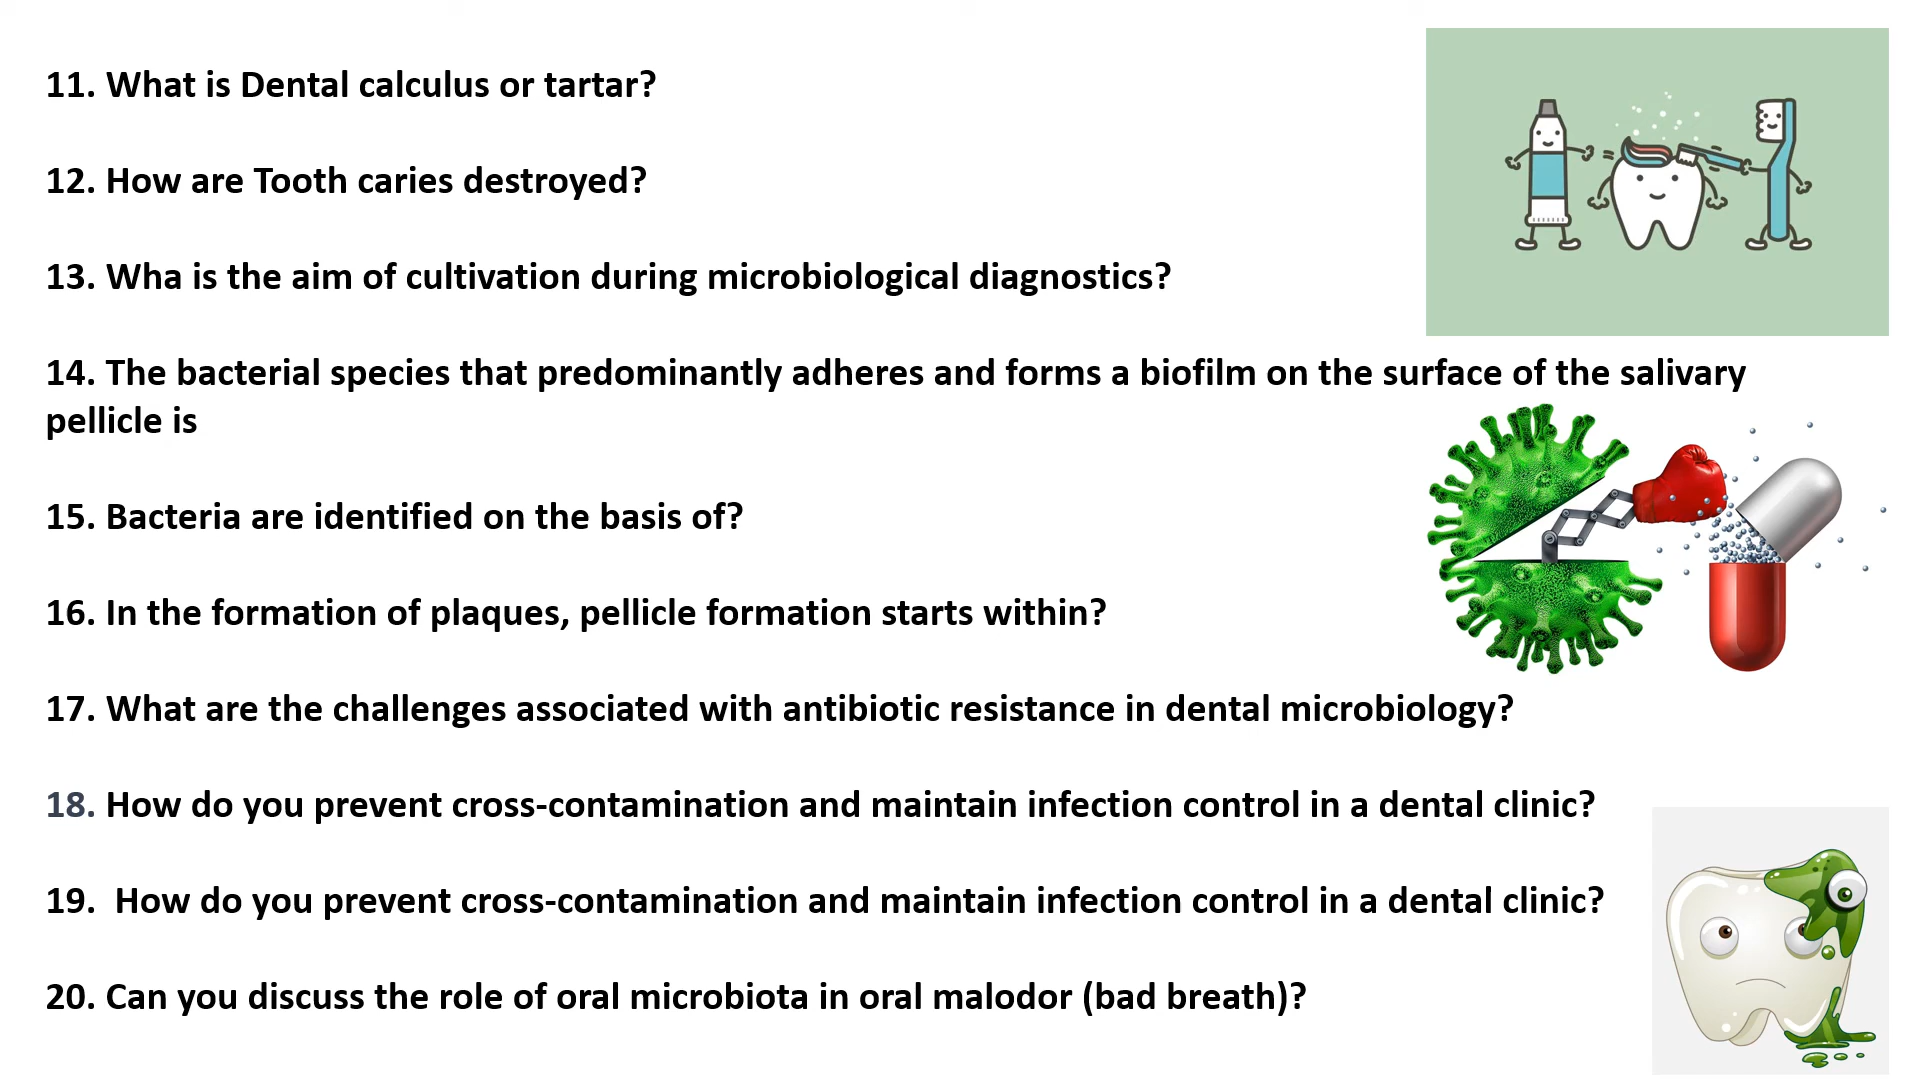 11. What is Dental calculus or tartar?
12. How are Tooth caries destroyed?
13. Wha is the aim of cultivation during microbiological diagnostics?
14. The bacterial species that predominantly adheres and forms a biofilm on the surface of the salivary
pellicle is
15. Bacteria are identified on the basis of?
16. In the formation of plaques, pellicle formation starts within?
17. What are the challenges associated with antibiotic resistance in dental microbiology?
18. How do you prevent cross-contamination and maintain infection control in a dental clinic?
19.  How do you prevent cross-contamination and maintain infection control in a dental clinic?
20. Can you discuss the role of oral microbiota in oral malodor (bad breath)?